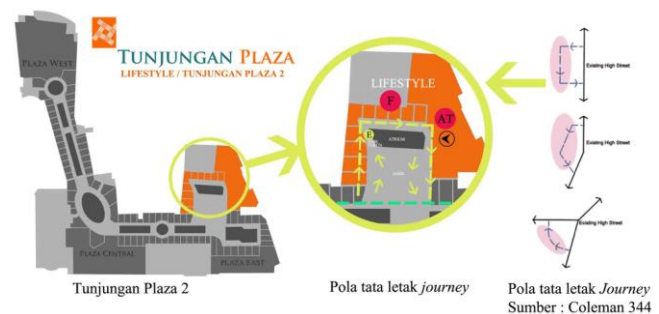 TUNJUNGAN PLAZA
LIFESTYLE / TUNJUNGAN PLAZA 2
PLAZA WEST
PLAZA CENTRAL
PLAZA EAST
LIFESTYLE
F
AT
E
ATRIUM
Existing High Street
Existing High Street
Existing High Street
Tunjungan Plaza 2
Pola tata letak journey
Pola tata letak Journey
Sumber : Coleman 344